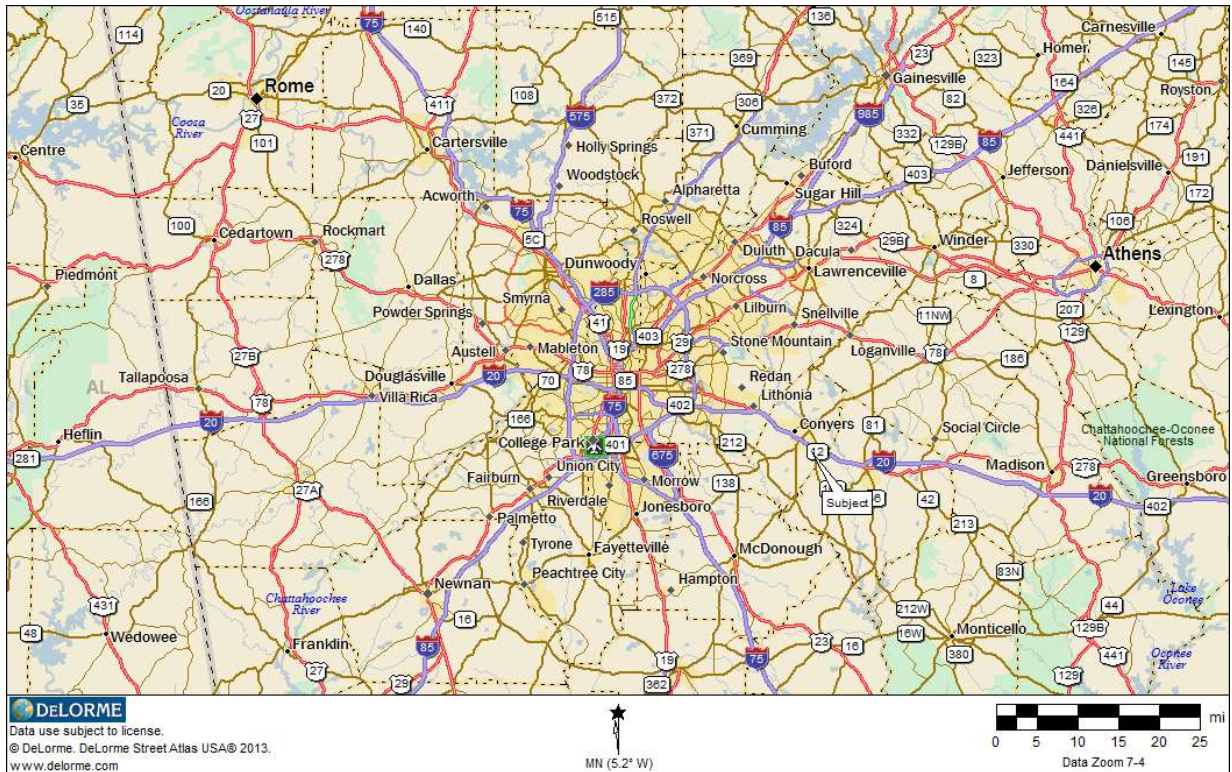 Oostanaula River
75
515
136
Carnesville
114
140
369
23
323
Homer
Gainesville
164
145
Rome
20
411
108
372
306
82
326
Royston
35
Coosa River
27
575
Cumming
985
332
441
174
101
371
129B
85
Centre
Cartersville
Holly Springs
Jefferson
Danielsville
191
Buford
403
Woodstock
Alpharetta
Sugar Hill
172
Acworth
75
Roswell
85
324
106
100
Cedartown
Rockmart
5C
Duluth
Dacula
29B
Winder
330
Athens
278
Dunwoody
Lawrenceville
Piedmont
Dallas
Norcross
8
285
Smyrna
Lilburn
Snellville
11NW
207
Lexington
Powder Springs
41
403
29
129
19
Stone Mountain
Loganville
78
186
27B
Austell
Mableton
278
AL
Tallapoosa
Douglasville
20
70
78
85
GA
Redan
Villa Rica
75
402
Lithonia
78
20
166
Conyers
81
Social Circle
Chattahoochee-Oconee
National Forests
Heflin
College Park
401
212
12
281
Union City
675
20
Madison
278
Greensboro
Fairburn
Morrow
138
166
27A
Riverdale
Subject
42
20
402
Palmetto
Jonesboro
213
Tyrone
Fayetteville
McDonough
Peachtree City
Hampton
83N
Newnan
Chattahoochee
River
Lake
Oconee
431
16
212W
44
48
Wedowee
Franklin
85
23
16
16W
Monticello
129B
27
19
75
380
441
Oconee
River
29
362
129
DELORME
Data use subject to license.
© DeLorme. DeLorme Street Atlas USA® 2013.
www.delorme.com
MN (5.2° W)
mi
0 5 10 15 20 25
Data Zoom 7-4